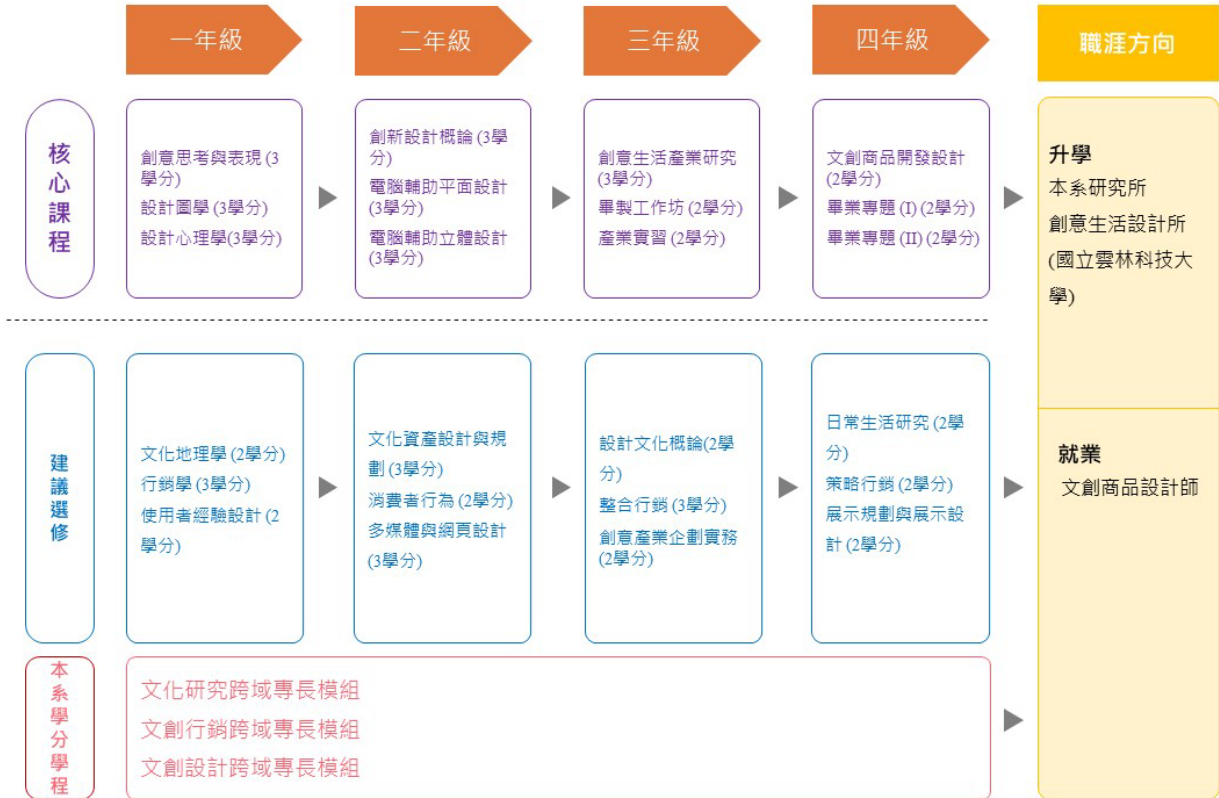 一年級
二年級
三年級
四年級
職涯方向
核心課程
創意思考與表現 (3
學分)
設計圖學 (3學分)
設計心理學(3學分)
創新設計概論 (3學
分)
電腦輔助平面設計
(3學分)
電腦輔助立體設計
(3學分)
創意生活產業研究
(3學分)
畢製工作坊 (2學分)
產業實習 (2學分)
文創商品開發設計
(2學分)
畢業專題 (I) (2學分)
畢業專題 (II) (2學分)
升學
本系研究所
創意生活設計所
(國立雲林科技大
學)
建議選修
文化地理學 (2學分)
行銷學 (3學分)
使用者經驗設計 (2
學分)
文化資產設計與規
劃 (3學分)
消費者行為 (2學分)
多媒體與網頁設計
(3學分)
設計文化概論(2學
分)
整合行銷 (3學分)
創意產業企劃實務
(2學分)
日常生活研究 (2學
分)
策略行銷 (2學分)
展示規劃與展示設
計 (2學分)
就業
文創商品設計師
本系學分學程
文化研究跨域專長模組
文創行銷跨域專長模組
文創設計跨域專長模組